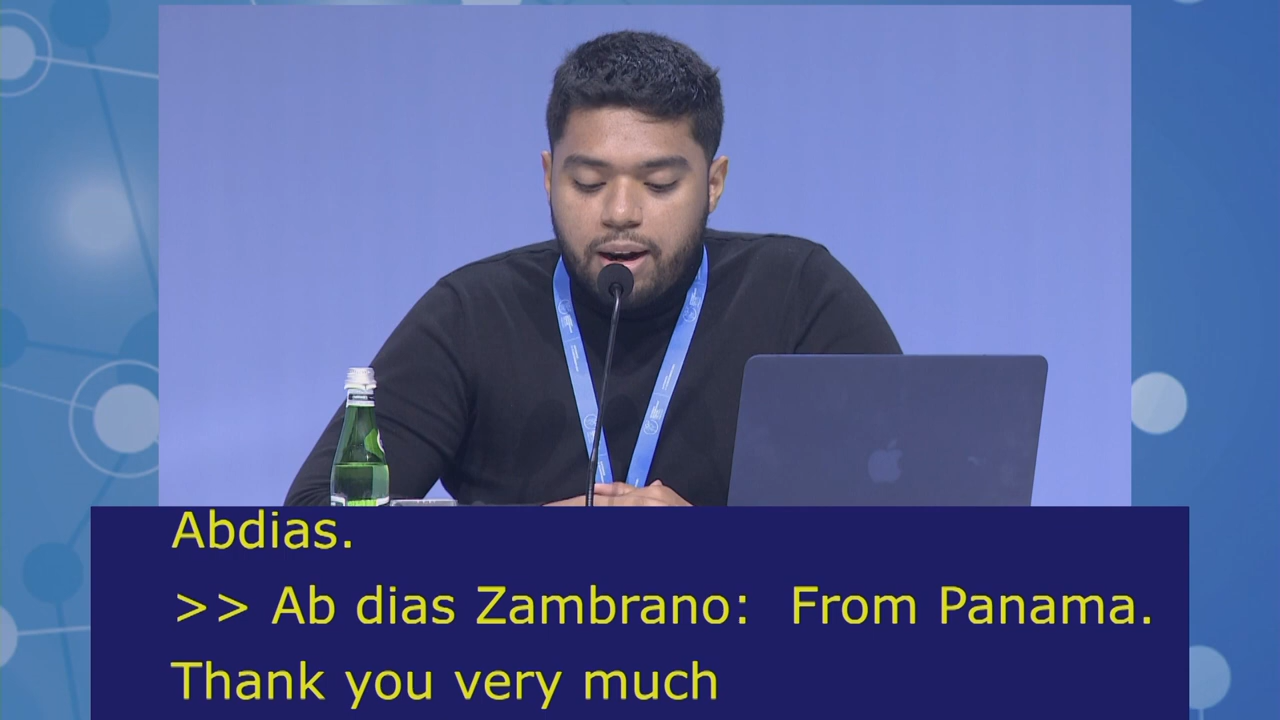 Abdias.
>> Ab dias Zambrano:  From Panama.
Thank you very much